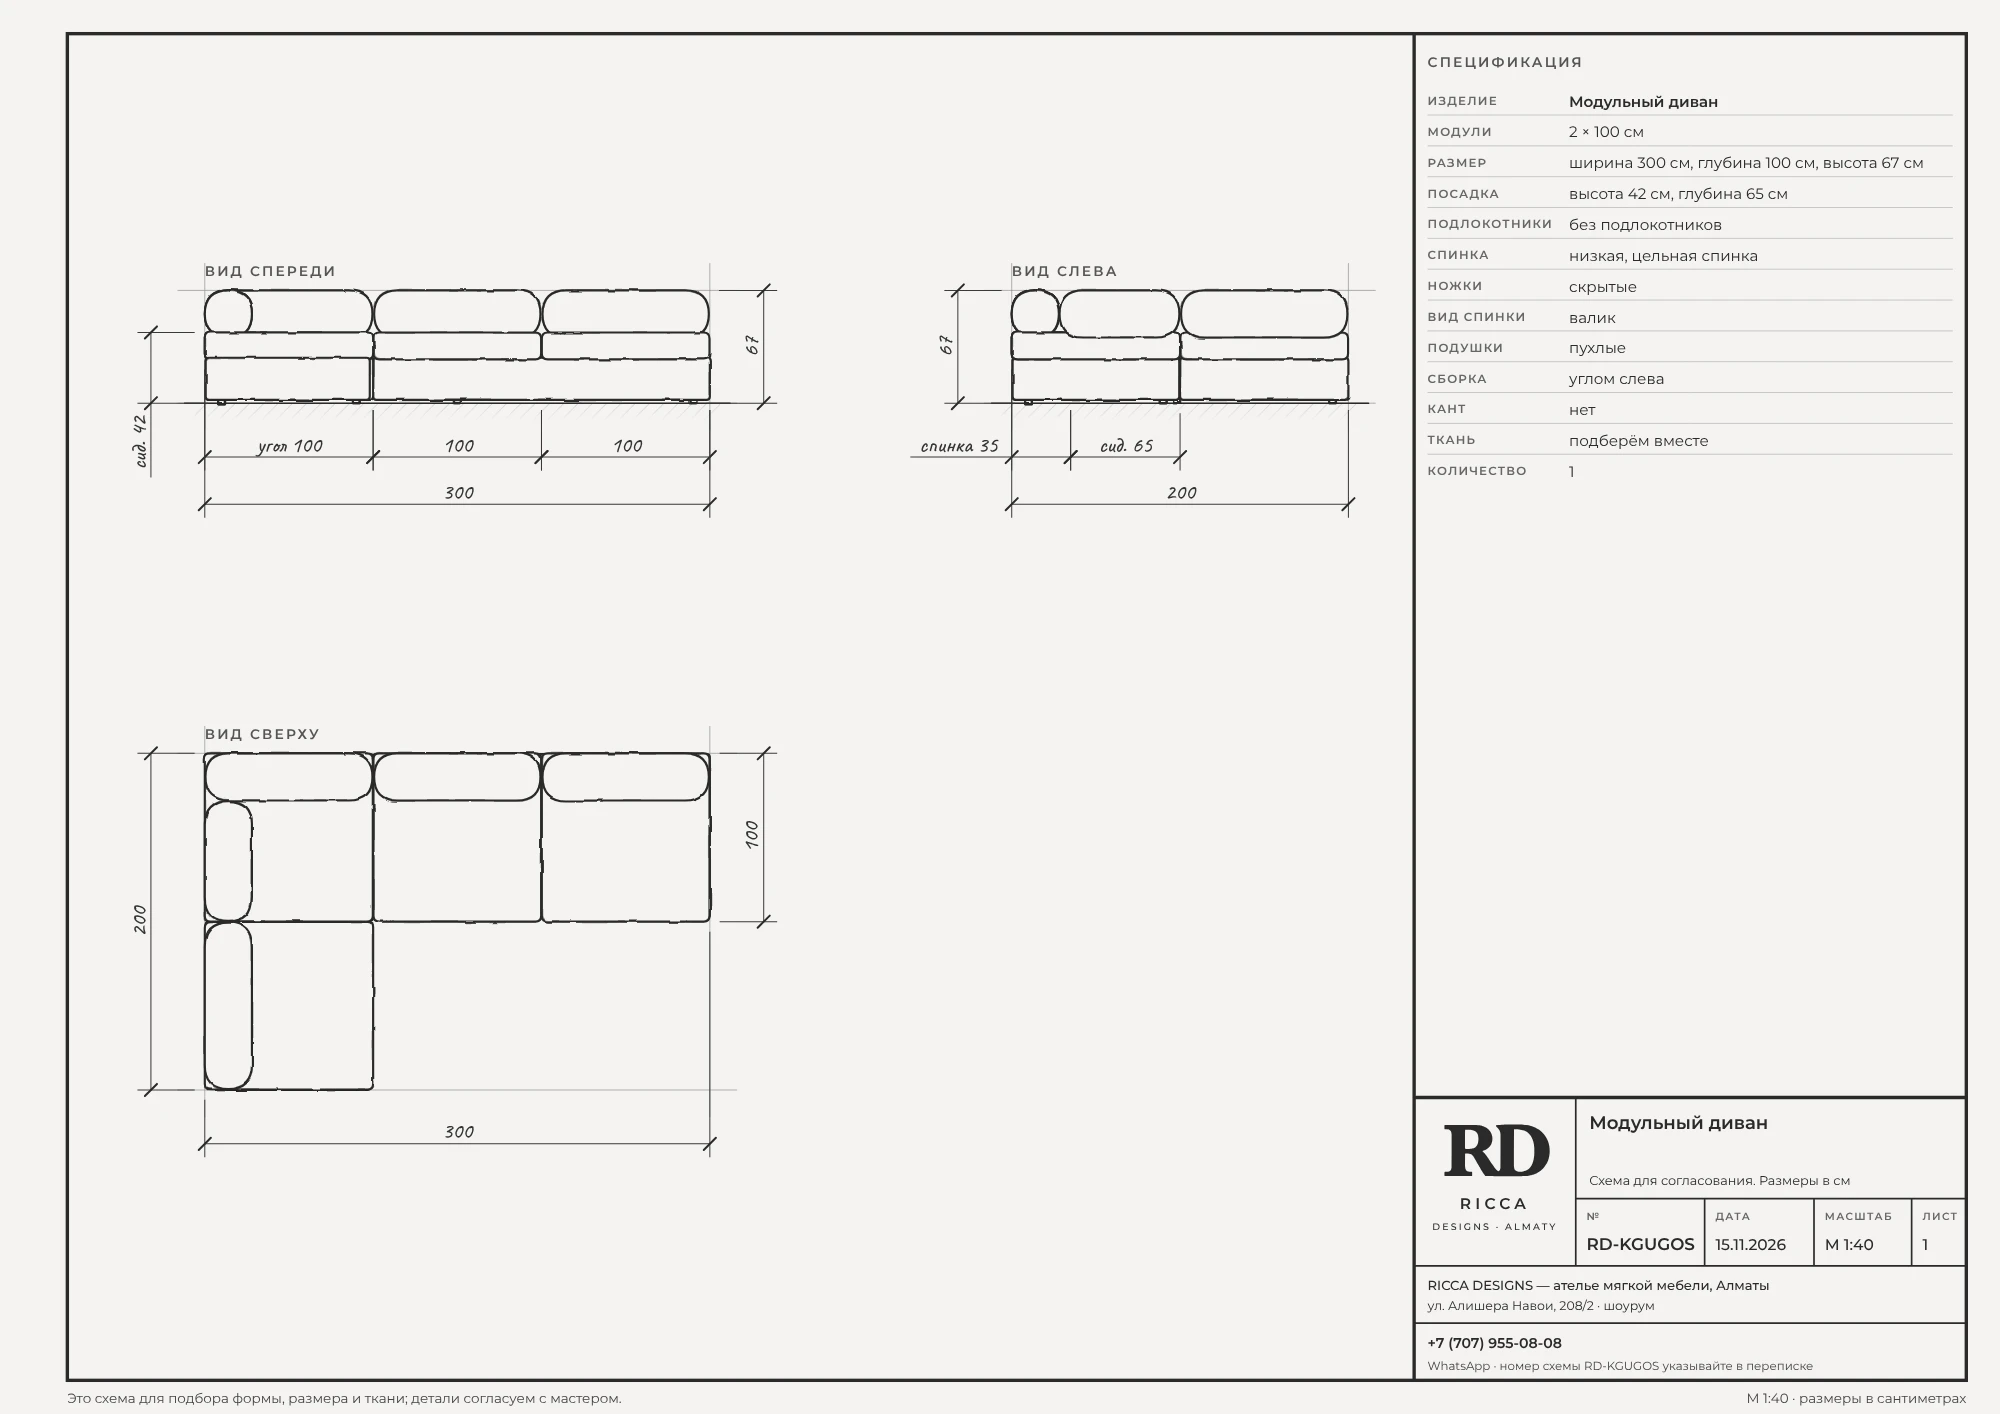 ВИД СПЕРЕДИ
67
сид. 42
угол 100
100
100
300
ВИД СЛЕВА
67
спинка 35
сид. 65
200
ВИД СВЕРХУ
200
100
300
СПЕЦИФИКАЦИЯ
ИЗДЕЛИЕ Модульный диван
МОДУЛИ 2 × 100 см
РАЗМЕР ширина 300 см, глубина 100 см, высота 67 см
ПОСАДКА высота 42 см, глубина 65 см
ПОДЛОКОТНИКИ без подлокотников
СПИНКА низкая, цельная спинка
НОЖКИ скрытые
ВИД СПИНКИ валик
ПОДУШКИ пухлые
СБОРКА углом слева
КАНТ нет
ТКАНЬ подберём вместе
КОЛИЧЕСТВО 1
RD
RICCA
DESIGNS · ALMATY
Модульный диван
Схема для согласования. Размеры в см
№ ДАТА МАСШТАБ ЛИСТ
RD-KGUGOS 15.11.2026 М 1:40 1
RICCA DESIGNS — ателье мягкой мебели, Алматы
ул. Алишера Навои, 208/2 · шоурум
+7 (707) 955-08-08
WhatsApp · номер схемы RD-KGUGOS указывайте в переписке
Это схема для подбора формы, размера и ткани; детали согласуем с мастером.
М 1:40 · размеры в сантиметрах